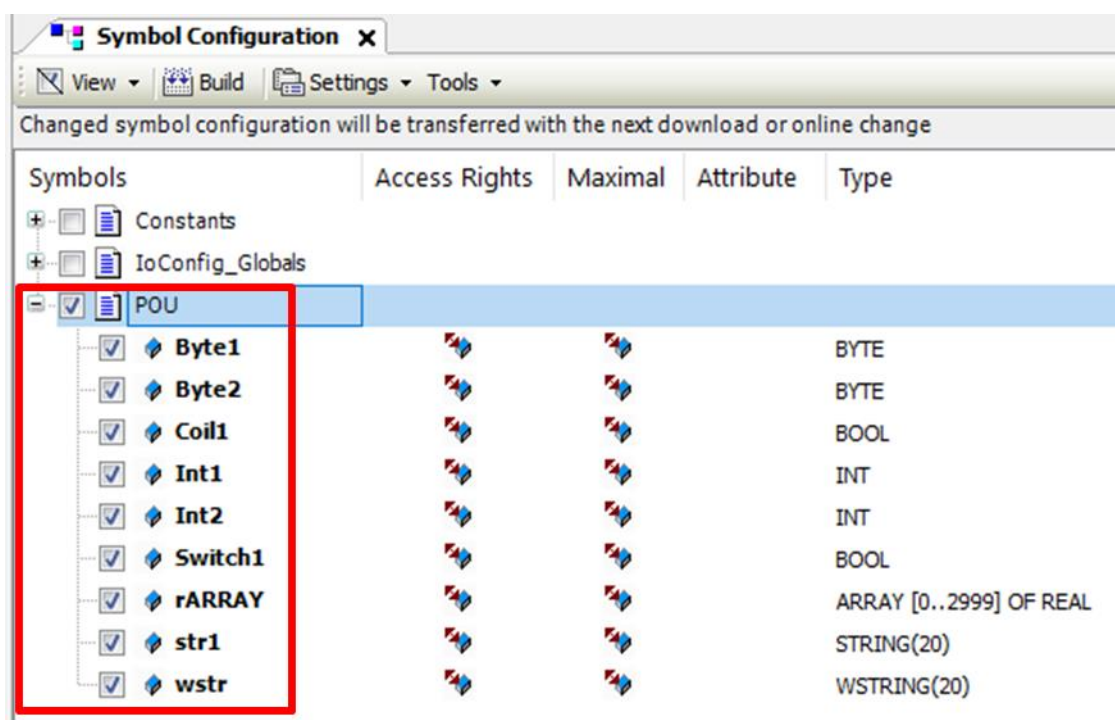 Symbol Configuration
View Build Settings Tools
Changed symbol configuration will be transferred with the next download or online change
Symbols Access Rights Maximal Attribute Type
Constants
IoConfig_Globals
POU
Byte1 BYTE
Byte2 BYTE
Coil1 BOOL
Int1 INT
Int2 INT
Switch1 BOOL
rARRAY ARRAY [0..2999] OF REAL
str1 STRING(20)
wstr WSTRING(20)